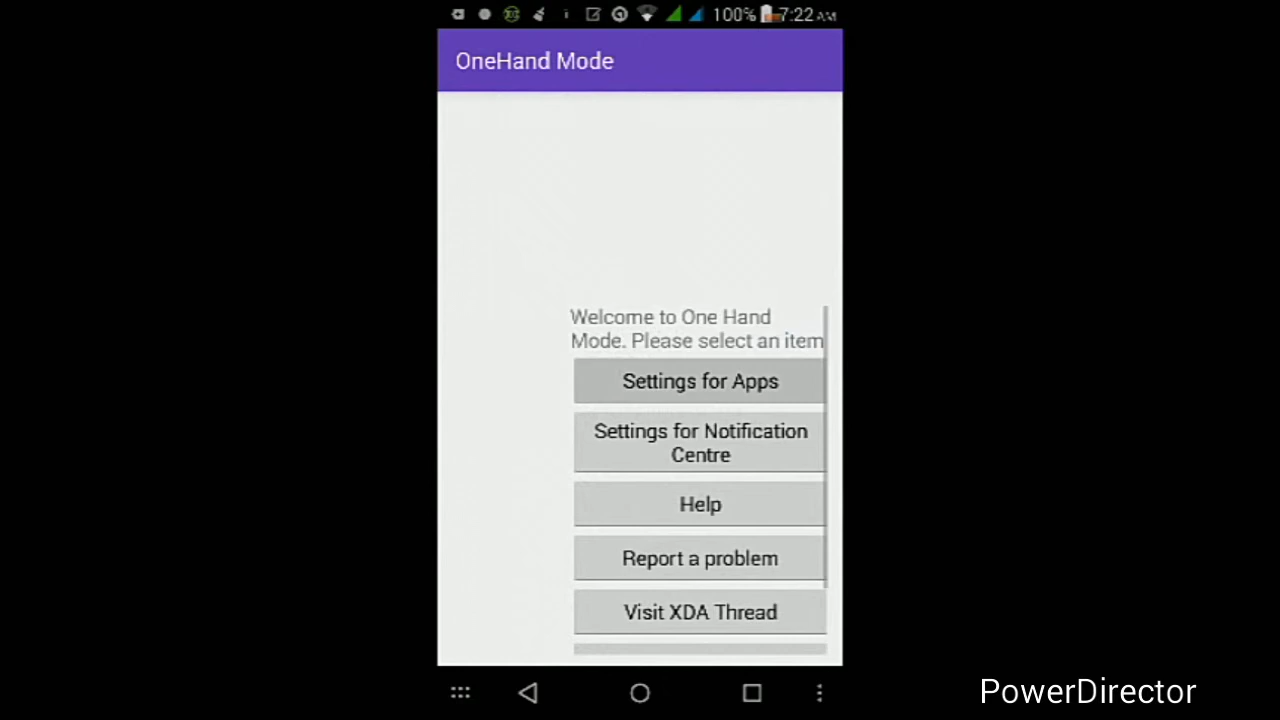 100% 7:22 AM
OneHand Mode
Welcome to One Hand
Mode. Please select an item
Settings for Apps
Settings for Notification
Centre
Help
Report a problem
Visit XDA Thread
PowerDirector